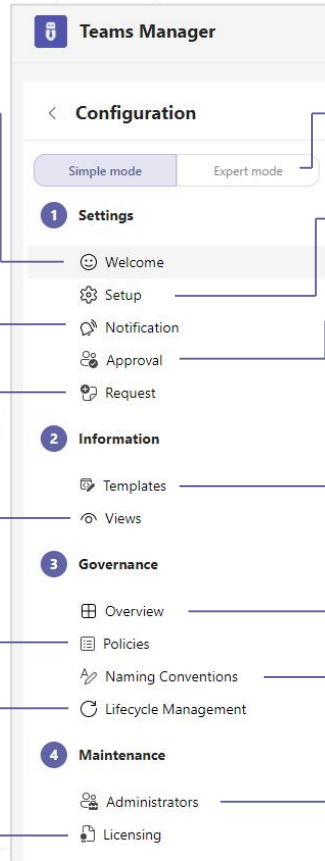 Teams Manager
Configuration
Simple mode Expert mode
1 Settings
Welcome
Setup
Notification
Approval
Request
2 Information
Templates
Views
3 Governance
Overview
Policies
Naming Conventions
Lifecycle Management
4 Maintenance
Administrators
Licensing